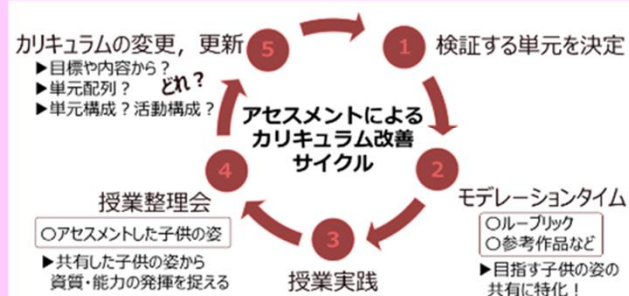 カリキュラムの変更，更新
▶目標や内容から？
▶単元配列？
どれ？
▶単元構成？活動構成？
5
1
検証する単元を決定
アセスメントによる
カリキュラム改善
サイクル
4
2
授業整理会
○アセスメントした子供の姿
▶共有した子供の姿から
資質・能力の発揮を捉える
3
授業実践
モデレーションタイム
○ルーブリック
○参考作品など
▶目指す子供の姿の
共有に特化！